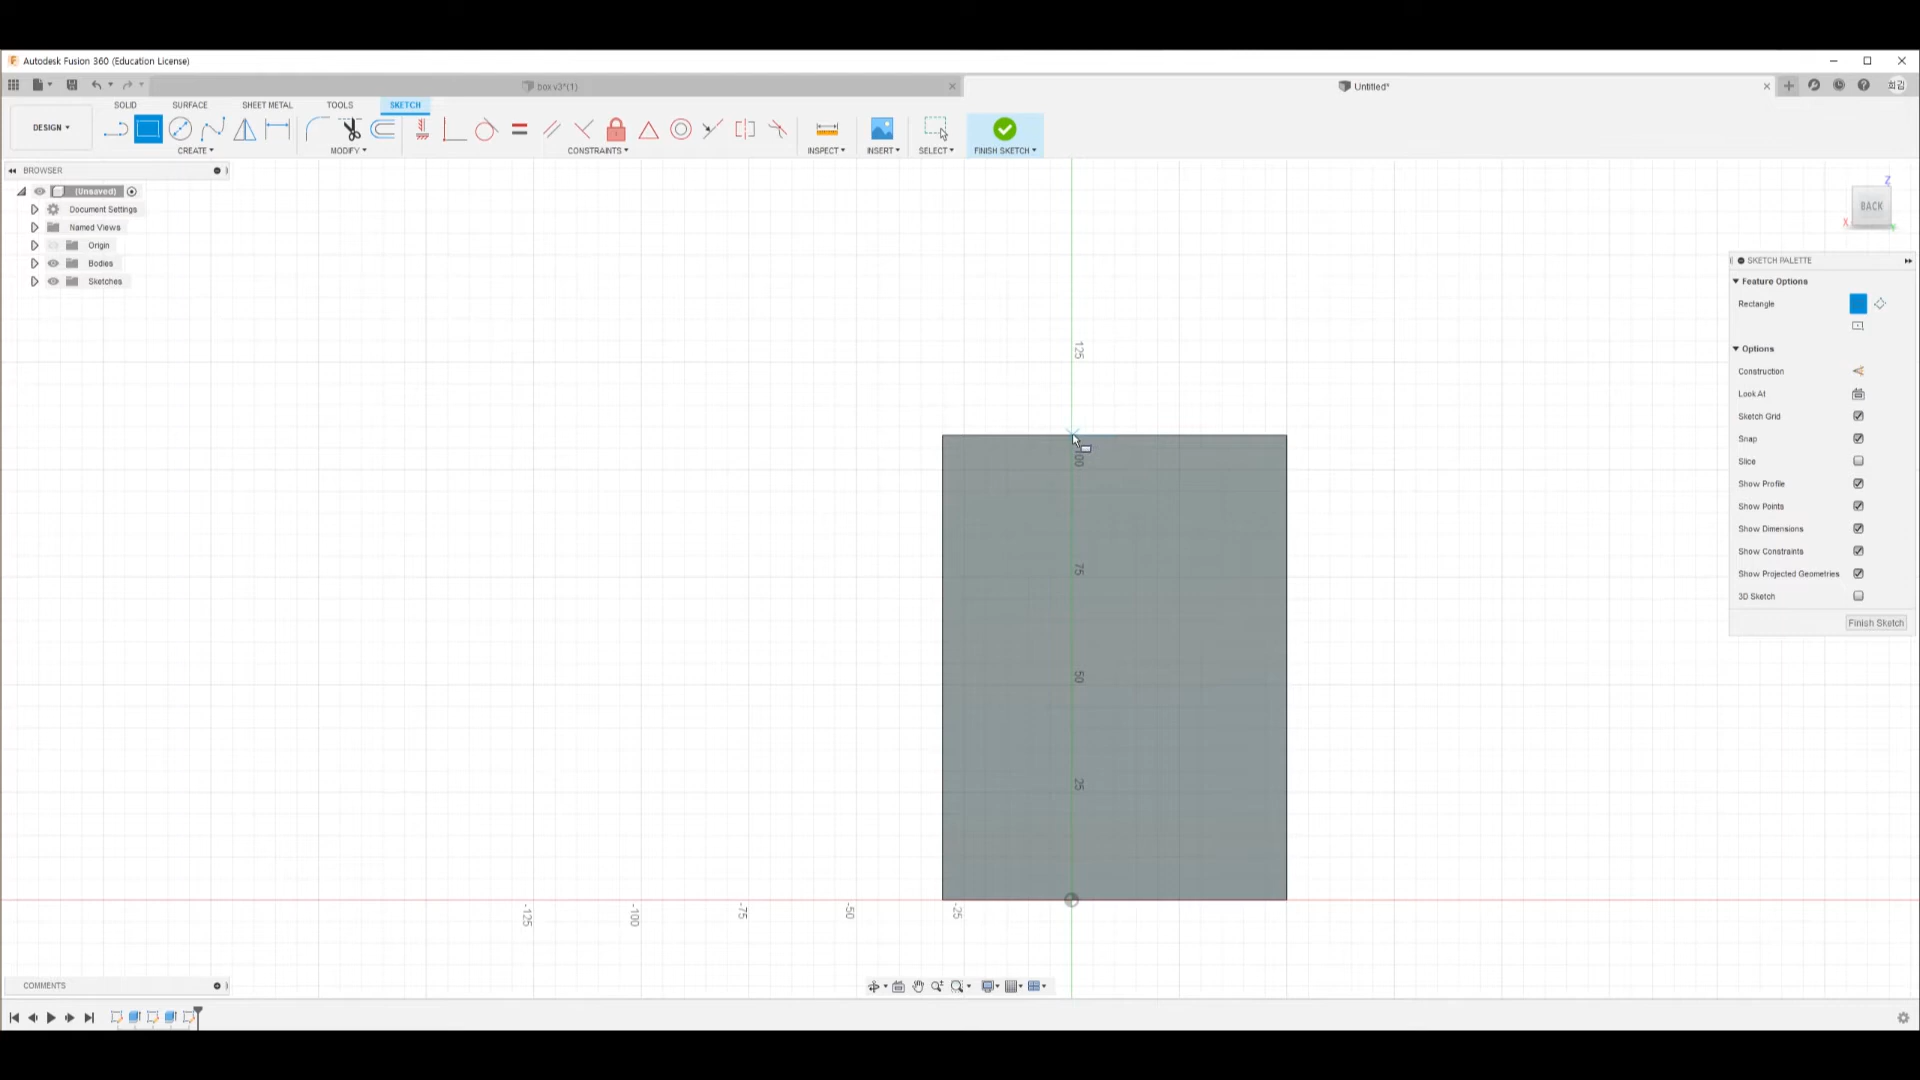 Autodesk Fusion 360 (Education License)
box v3*(1)
Untitled*
희김
SOLID
SURFACE
SHEET METAL
TOOLS
SKETCH
DESIGN
CREATE
MODIFY
CONSTRAINTS
INSPECT
INSERT
SELECT
FINISH SKETCH
BROWSER
(Unsaved)
Document Settings
Named Views
Origin
Bodies
Sketches
Z
BACK
X
Y
SKETCH PALETTE
Feature Options
Rectangle
Options
Construction
Look At
Sketch Grid
Snap
Slice
Show Profile
Show Points
Show Dimensions
Show Constraints
Show Projected Geometries
3D Sketch
Finish Sketch
125
100
75
50
25
-125
-100
-75
-50
-25
COMMENTS